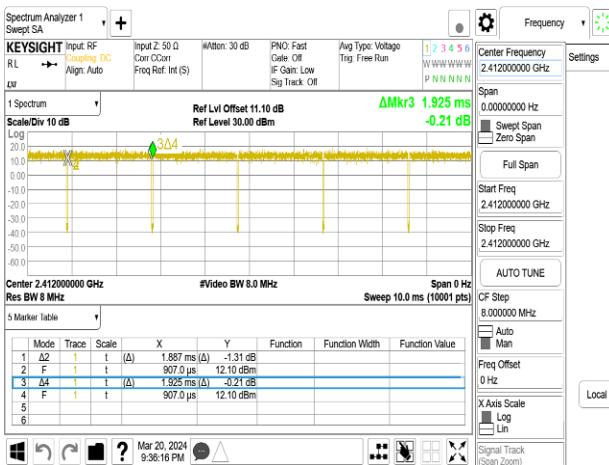 Spectrum Analyzer 1
Swept SA
Frequency
Settings
KEYSIGHT
RL
Input: RF
Coupling: DC
Align: Auto
Input Z: 50 Ω
Corr CCorr
Freq Ref: Int (S)
#Atten: 30 dB
PNO: Fast
Gate: Off
IF Gain: Low
Sig Track: Off
Avg Type: Voltage
Trig: Free Run
1 2 3 4 5 6
W W W W W W
P N N N N N
1 Spectrum
Scale/Div 10 dB
Ref Lvl Offset 11.10 dB
Ref Level 30.00 dBm
ΔMkr3 1.925 ms
-0.21 dB
Log
20.0
10.0
0.00
-10.0
-20.0
-30.0
-40.0
-50.0
-60.0
3Δ4
Center 2.412000000 GHz
Res BW 8 MHz
#Video BW 8.0 MHz
Span 0 Hz
Sweep 10.0 ms (10001 pts)
5 Marker Table
Mode Trace Scale X Y Function Function Width Function Value
1 Δ2 1 t (Δ) 1.887 ms (Δ) -1.31 dB
2 F 1 t 907.0 µs 12.10 dBm
3 Δ4 1 t (Δ) 1.925 ms (Δ) -0.21 dB
4 F 1 t 907.0 µs 12.10 dBm
5
6
Mar 20, 2024
9:36:16 PM
Center Frequency
2.412000000 GHz
Span
0.00000000 Hz
Swept Span
Zero Span
Full Span
Start Freq
2.412000000 GHz
Stop Freq
2.412000000 GHz
AUTO TUNE
CF Step
8.000000 MHz
Auto
Man
Freq Offset
0 Hz
X Axis Scale
Log
Lin
Signal Track
(Span Zoom)
Local